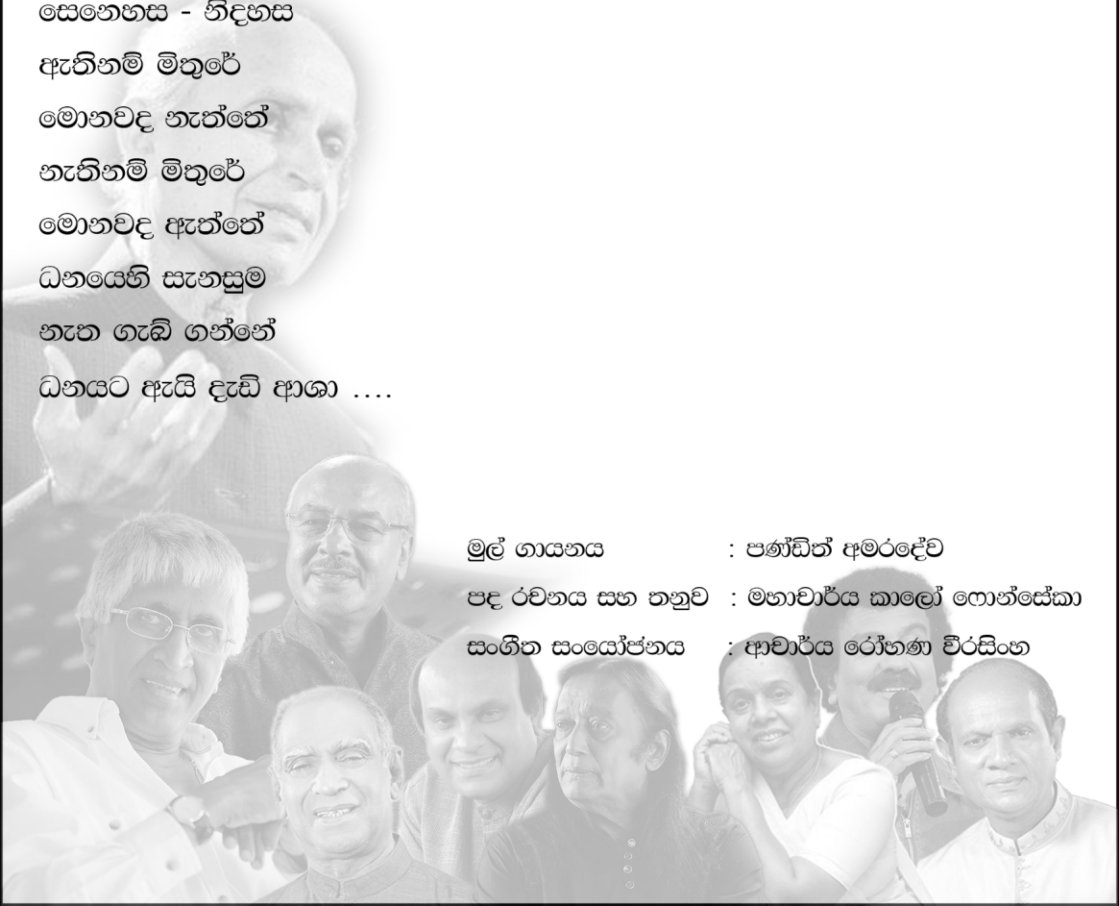 සෙනෙහස - නිදහස
ඇතිනම් මිතුරේ
මොනවද නැත්තේ
නැතිනම් මිතුරේ
මොනවද ඇත්තේ
ධනයෙහි සැනසුම
නැත ගැබ් ගන්නේ
ධනයට ඇයි දැඩි ආශා ....
මුල් ගායනය : පණ්ඩිත් අමරදේව
පද රචනය සහ තනුව : මහාචාර්ය කාලෝ ෆොන්සේකා
සංගීත සංයෝජනය : ආචාර්ය රෝහණ වීරසිංහ